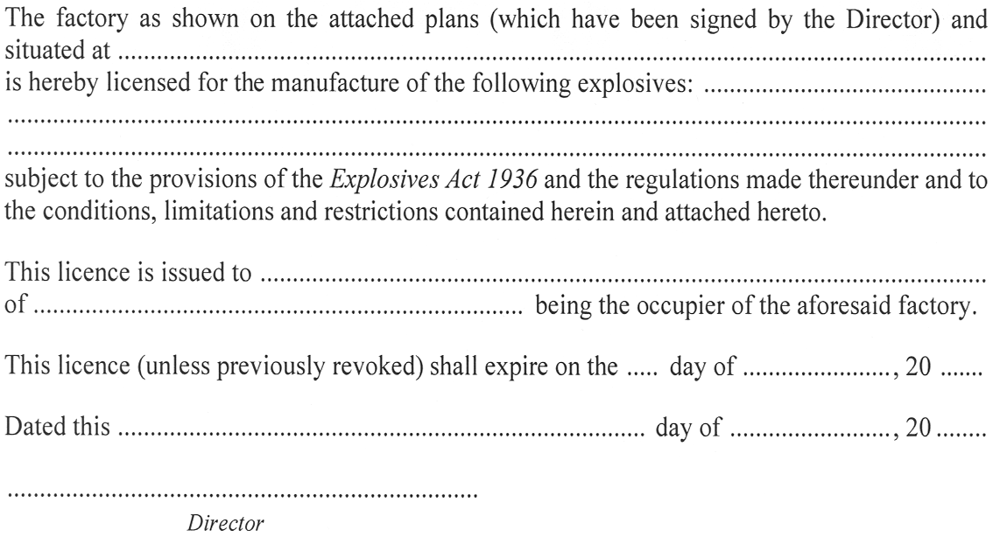 The factory as shown on the attached plans (which have been signed by the Director) and
situated at ....................................................................................................................................
is hereby licensed for the manufacture of the following explosives: ...........................................
......................................................................................................................................................
......................................................................................................................................................
subject to the provisions of the Explosives Act 1936 and the regulations made thereunder and to
the conditions, limitations and restrictions contained herein and attached hereto.
This licence is issued to ...............................................................................................................
of ........................................................................... being the occupier of the aforesaid factory.
This licence (unless previously revoked) shall expire on the ..... day of ......................., 20 .......
Dated this ................................................................................. day of ........................., 20 ........
........................................................................
Director